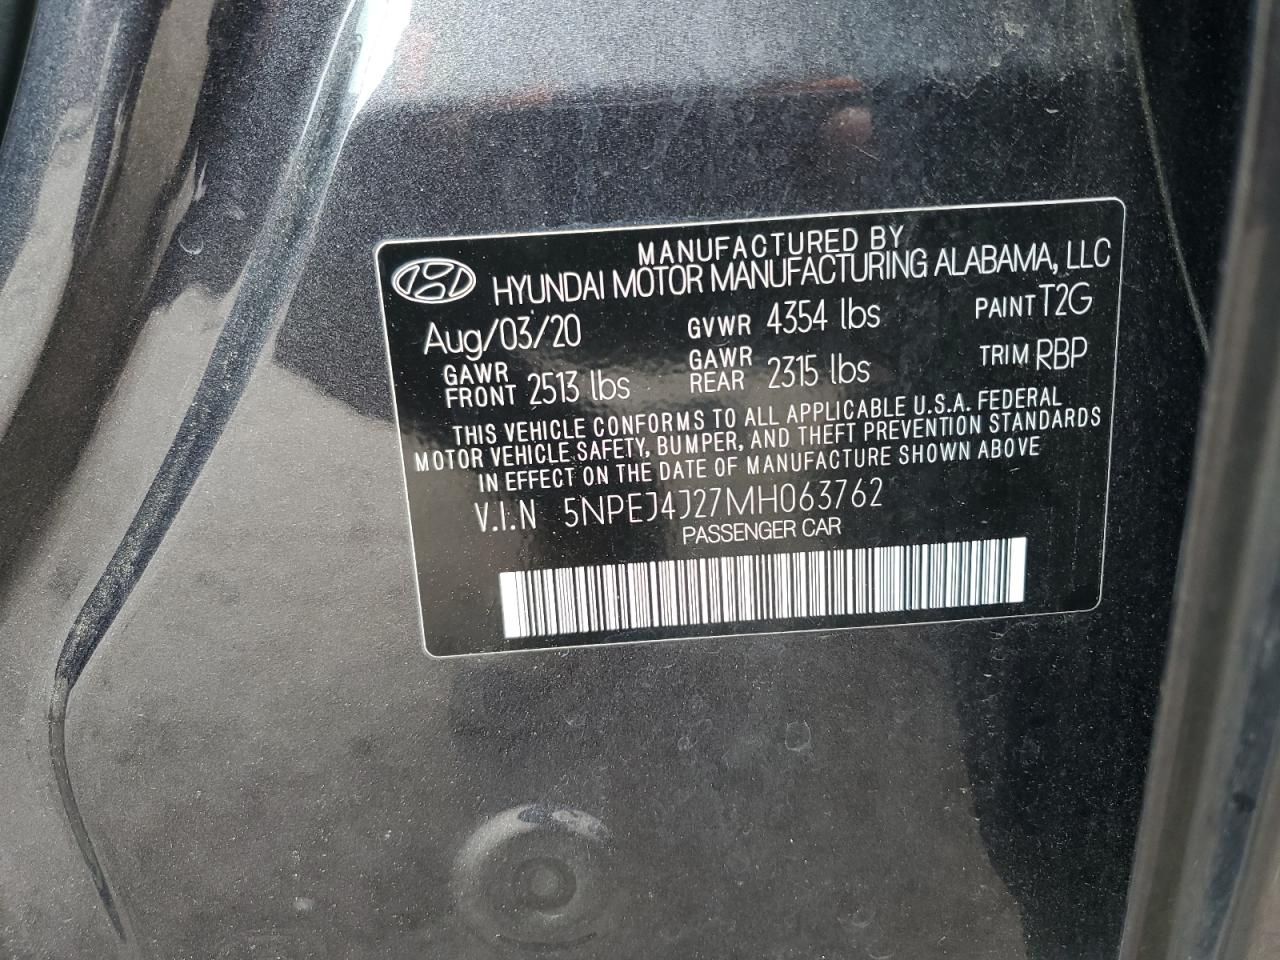 MANUFACTURED BY
HYUNDAI MOTOR MANUFACTURING ALABAMA, LLC
Aug/03/20 GVWR 4354 lbs PAINT T2G
GAWR FRONT 2513 lbs GAWR REAR 2315 lbs TRIM RBP
THIS VEHICLE CONFORMS TO ALL APPLICABLE U.S.A. FEDERAL
MOTOR VEHICLE SAFETY, BUMPER, AND THEFT PREVENTION STANDARDS
IN EFFECT ON THE DATE OF MANUFACTURE SHOWN ABOVE
V.I.N 5NPEJ4J27MH063762
PASSENGER CAR